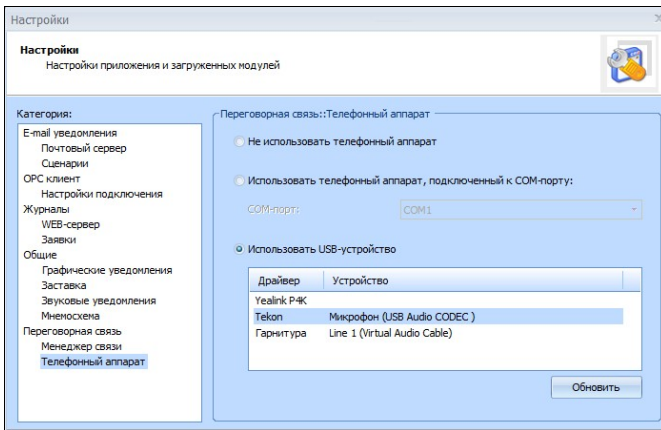 Настройки
Настройки
Настройки приложения и загруженных модулей
Категория:
E-mail уведомления
Почтовый сервер
Сценарии
OPC клиент
Настройки подключения
Журналы
WEB-сервер
Заявки
Общие
Графические уведомления
Заставка
Звуковые уведомления
Мнемосхема
Переговорная связь
Менеджер связи
Телефонный аппарат
Переговорная связь::Телефонный аппарат
Не использовать телефонный аппарат
Использовать телефонный аппарат, подключенный к COM-порту:
COM-порт: COM1
Использовать USB-устройство
Драйвер Устройство
Yealink P4K
Tekon Микрофон (USB Audio CODEC )
Гарнитура Line 1 (Virtual Audio Cable)
Обновить